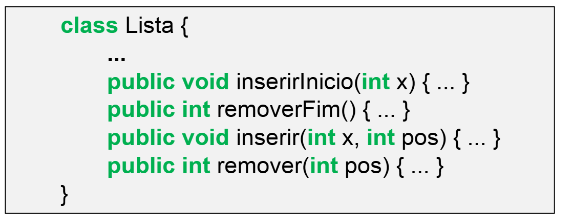 class Lista {
...
public void inserirInicio(int x) { ... }
public int removerFim() { ... }
public void inserir(int x, int pos) { ... }
public int remover(int pos) { ... }
}